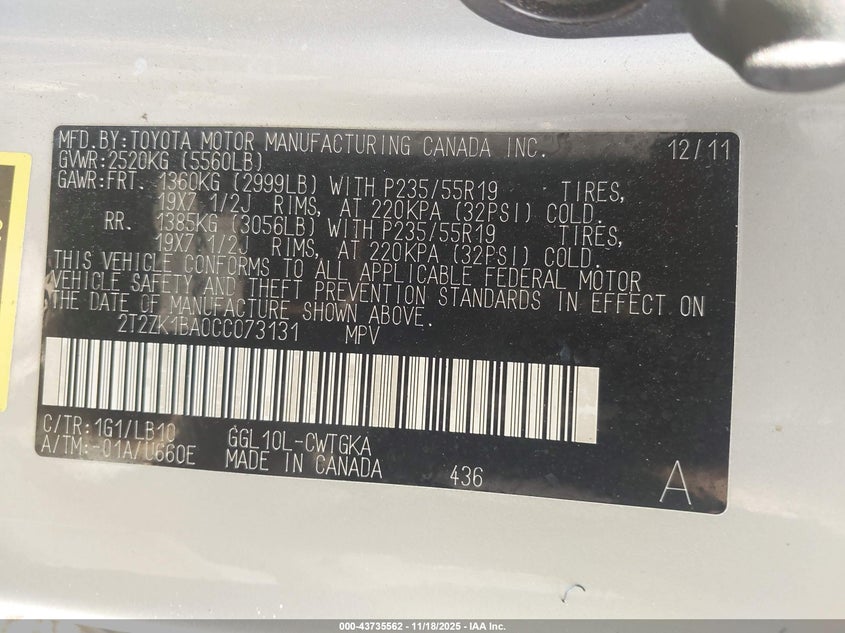 MFD.BY:TOYOTA MOTOR MANUFACTURING CANADA INC. 12/11
GVWR:2520KG (5560LB)
GAWR:FRT. 1360KG (2999LB) WITH P235/55R19 TIRES,
19X7 1/2J RIMS, AT 220KPA (32PSI) COLD.
RR. 1385KG (3056LB) WITH P235/55R19 TIRES,
19X7 1/2J RIMS, AT 220KPA (32PSI) COLD.
THIS VEHICLE CONFORMS TO ALL APPLICABLE FEDERAL MOTOR
VEHICLE SAFETY AND THEFT PREVENTION STANDARDS IN EFFECT ON
THE DATE OF MANUFACTURE SHOWN ABOVE.
2T2ZK1BA0CC073131 MPV
C/TR:1G1/LB10 GGL10L-CWTGKA
A/TM:-01A/U660E MADE IN CANADA 436 A
000-43735562 - 11/18/2025 - IAA Inc.